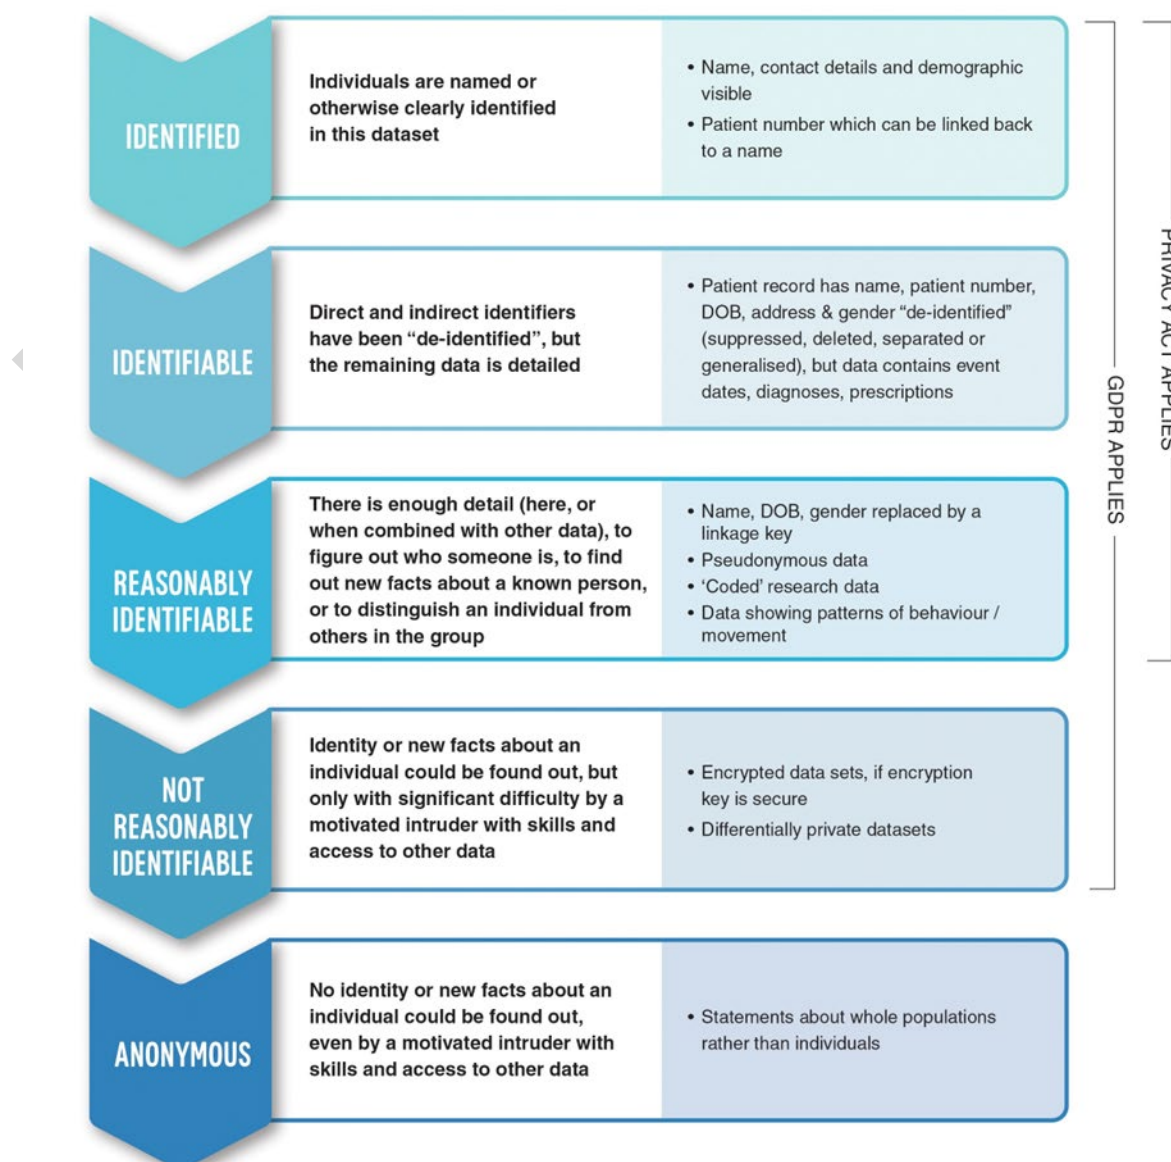 IDENTIFIED
Individuals are named or
otherwise clearly identified
in this dataset
• Name, contact details and demographic
visible
• Patient number which can be linked back
to a name
IDENTIFIABLE
Direct and indirect identifiers
have been “de-identified”, but
the remaining data is detailed
• Patient record has name, patient number,
DOB, address & gender “de-identified”
(suppressed, deleted, separated or
generalised), but data contains event
dates, diagnoses, prescriptions
REASONABLY
IDENTIFIABLE
There is enough detail (here, or
when combined with other data), to
figure out who someone is, to find
out new facts about a known person,
or to distinguish an individual from
others in the group
• Name, DOB, gender replaced by a
linkage key
• Pseudonymous data
• ‘Coded’ research data
• Data showing patterns of behaviour /
movement
NOT
REASONABLY
IDENTIFIABLE
Identity or new facts about an
individual could be found out, but
only with significant difficulty by a
motivated intruder with skills and
access to other data
• Encrypted data sets, if encryption
key is secure
• Differentially private datasets
ANONYMOUS
No identity or new facts about an
individual could be found out,
even by a motivated intruder with
skills and access to other data
• Statements about whole populations
rather than individuals
GDPR APPLIES
PRIVACY ACT APPLIES